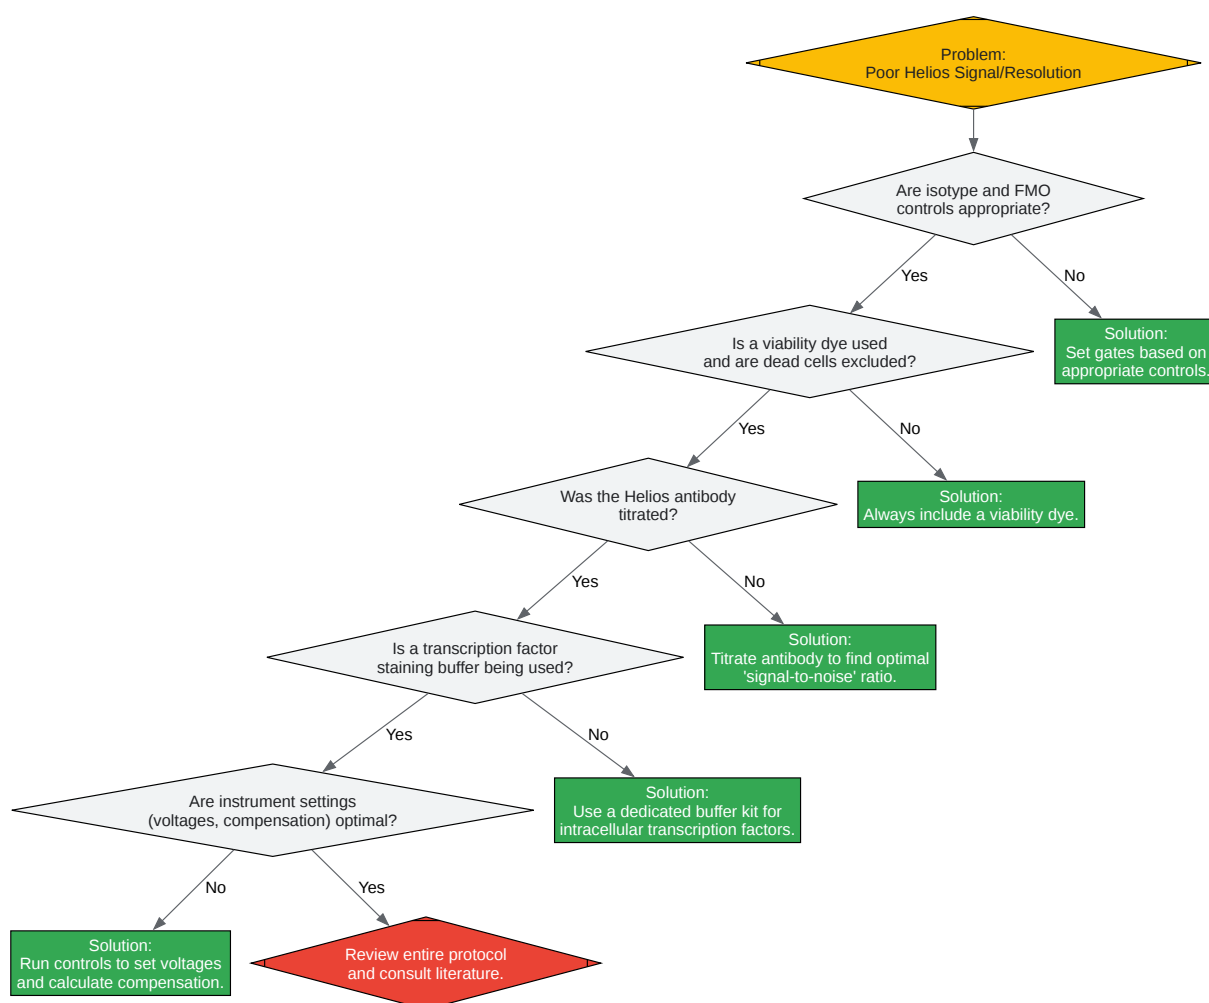 Problem:
Poor Helios Signal/Resolution
Are isotype and FMO
controls appropriate?
Yes
No
Is a viability dye used
and are dead cells excluded?
Solution:
Set gates based on
appropriate controls.
Yes
No
Was the Helios antibody
titrated?
Solution:
Always include a viability dye.
Yes
No
Is a transcription factor
staining buffer being used?
Solution:
Titrate antibody to find optimal
'signal-to-noise' ratio.
Yes
No
Are instrument settings
(voltages, compensation) optimal?
Solution:
Use a dedicated buffer kit for
intracellular transcription factors.
No
Yes
Solution:
Run controls to set voltages
and calculate compensation.
Review entire protocol
and consult literature.